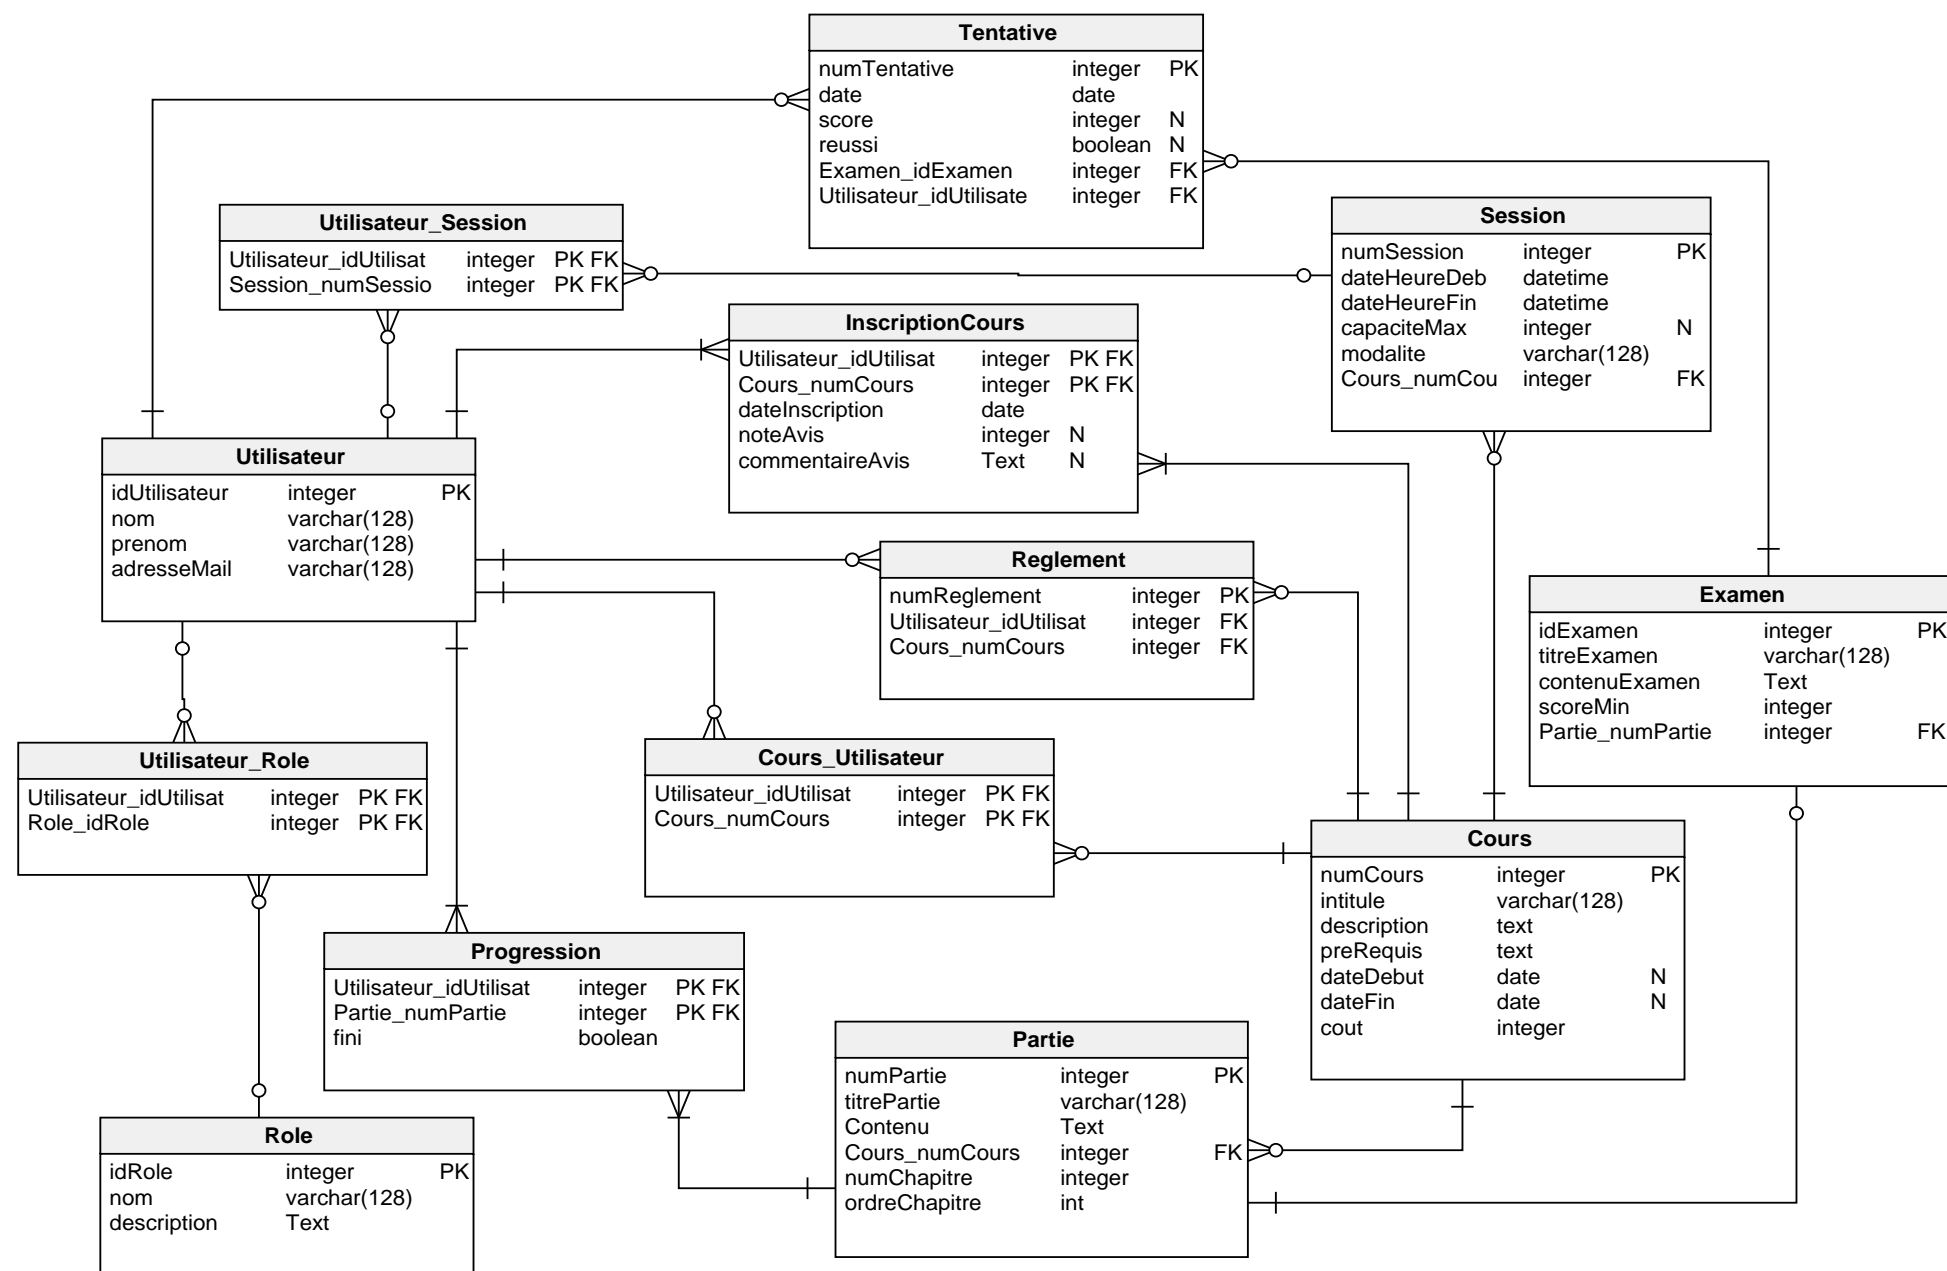 Tentative
numTentative integer PK
date date
score integer N
reussi boolean N
Examen_idExamen integer FK
Utilisateur_idUtilisate integer FK
Utilisateur_Session
Utilisateur_idUtilisat integer PK FK
Session_numSessio integer PK FK
Session
numSession integer PK
dateHeureDeb datetime
dateHeureFin datetime
capaciteMax integer N
modalite varchar(128)
Cours_numCou integer FK
InscriptionCours
Utilisateur_idUtilisat integer PK FK
Cours_numCours integer PK FK
dateInscription date
noteAvis integer N
commentaireAvis Text N
Utilisateur
idUtilisateur integer PK
nom varchar(128)
prenom varchar(128)
adresseMail varchar(128)
Reglement
numReglement integer PK
Utilisateur_idUtilisat integer FK
Cours_numCours integer FK
Examen
idExamen integer PK
titreExamen varchar(128)
contenuExamen Text
scoreMin integer
Partie_numPartie integer FK
Utilisateur_Role
Utilisateur_idUtilisat integer PK FK
Role_idRole integer PK FK
Cours_Utilisateur
Utilisateur_idUtilisat integer PK FK
Cours_numCours integer PK FK
Cours
numCours integer PK
intitule varchar(128)
description text
preRequis text
dateDebut date N
dateFin date N
cout integer
Progression
Utilisateur_idUtilisat integer PK FK
Partie_numPartie integer PK FK
fini boolean
Partie
numPartie integer PK
titrePartie varchar(128)
Contenu Text
Cours_numCours integer FK
numChapitre integer
ordreChapitre int
Role
idRole integer PK
nom varchar(128)
description Text